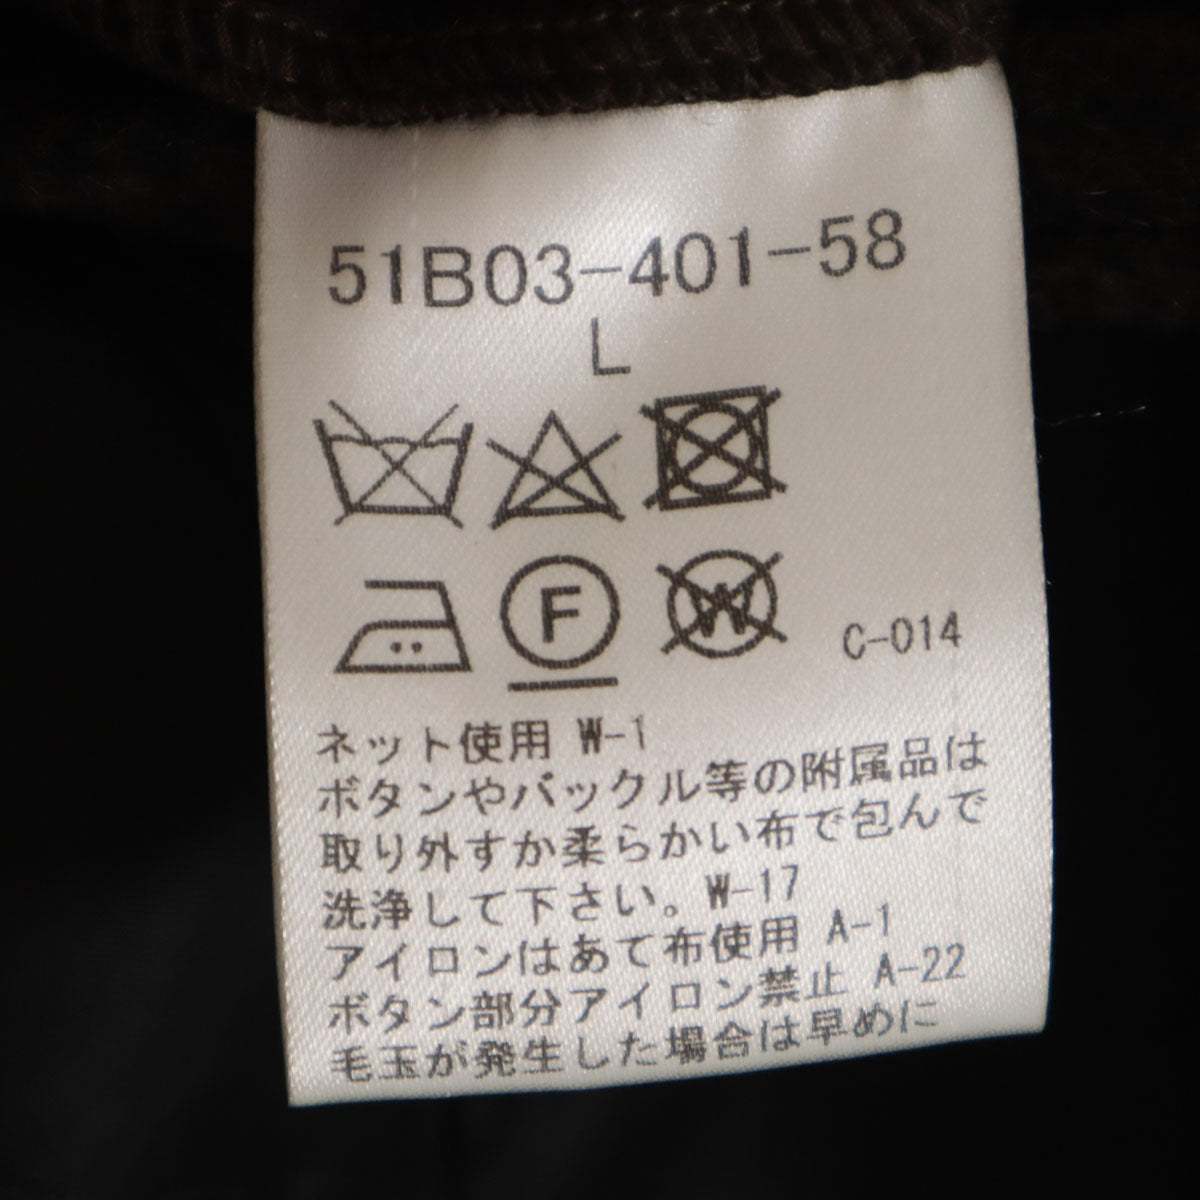 51B03-401-58
L
F W C-014
ネット使用 W-1
ボタンやバックル等の附属品は
取り外すか柔らかい布で包んで
洗浄して下さい。W-17
アイロンはあて布使用 A-1
ボタン部分アイロン禁止 A-22
毛玉が発生した場合は早めに